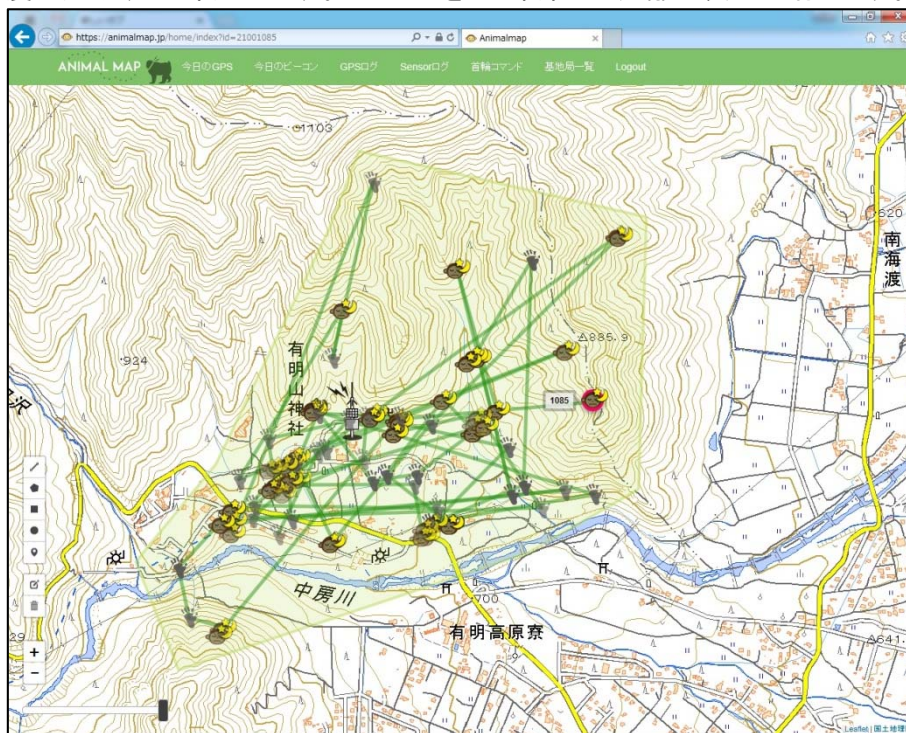 https://animalmap.jp/home/index?id=21001085
Animalmap
ANIMAL MAP
今日のGPS 今日のビーコン GPSログ Sensorログ 首輪コマンド 基地局一覧 Logout
1103
650
620
南海渡
835.9
924
有明山神社
1085
中房川
700
有明高原寮
641
29
+
−
Leaflet | 国土地理